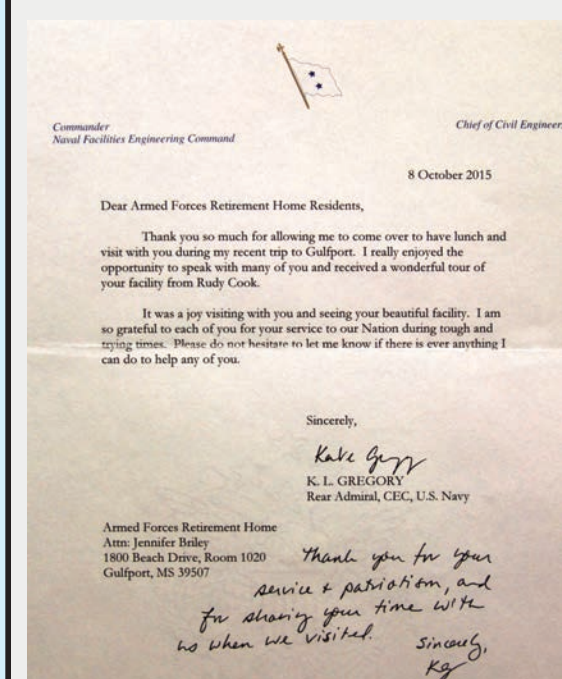 Commander
Naval Facilities Engineering Command
Chief of Civil Engineers
8 October 2015
Dear Armed Forces Retirement Home Residents,
Thank you so much for allowing me to come over to have lunch and
visit with you during my recent trip to Gulfport. I really enjoyed the
opportunity to speak with many of you and received a wonderful tour of
your facility from Rudy Cook.
It was a joy visiting with you and seeing your beautiful facility. I am
so grateful to each of you for your service to our Nation during tough and
trying times. Please do not hesitate to let me know if there is ever anything I
can do to help any of you.
Sincerely,
Kate Gregory
K. L. GREGORY
Rear Admiral, CEC, U.S. Navy
Armed Forces Retirement Home
Attn: Jennifer Briley
1800 Beach Drive, Room 1020
Gulfport, MS 39507
Thank you for your
service & patriotism, and
for sharing your time with
us when we visited.
Sincerely,
Kg